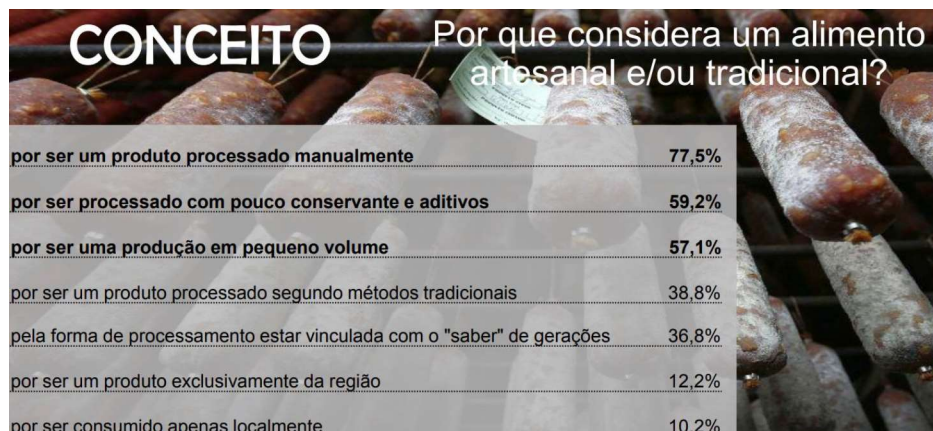 CONCEITO
Por que considera um alimento
artesanal e/ou tradicional?
por ser um produto processado manualmente 77,5%
por ser processado com pouco conservante e aditivos 59,2%
por ser uma produção em pequeno volume 57,1%
por ser um produto processado segundo métodos tradicionais 38,8%
pela forma de processamento estar vinculada com o "saber" de gerações 36,8%
por ser um produto exclusivamente da região 12,2%
por ser consumido apenas localmente 10,2%